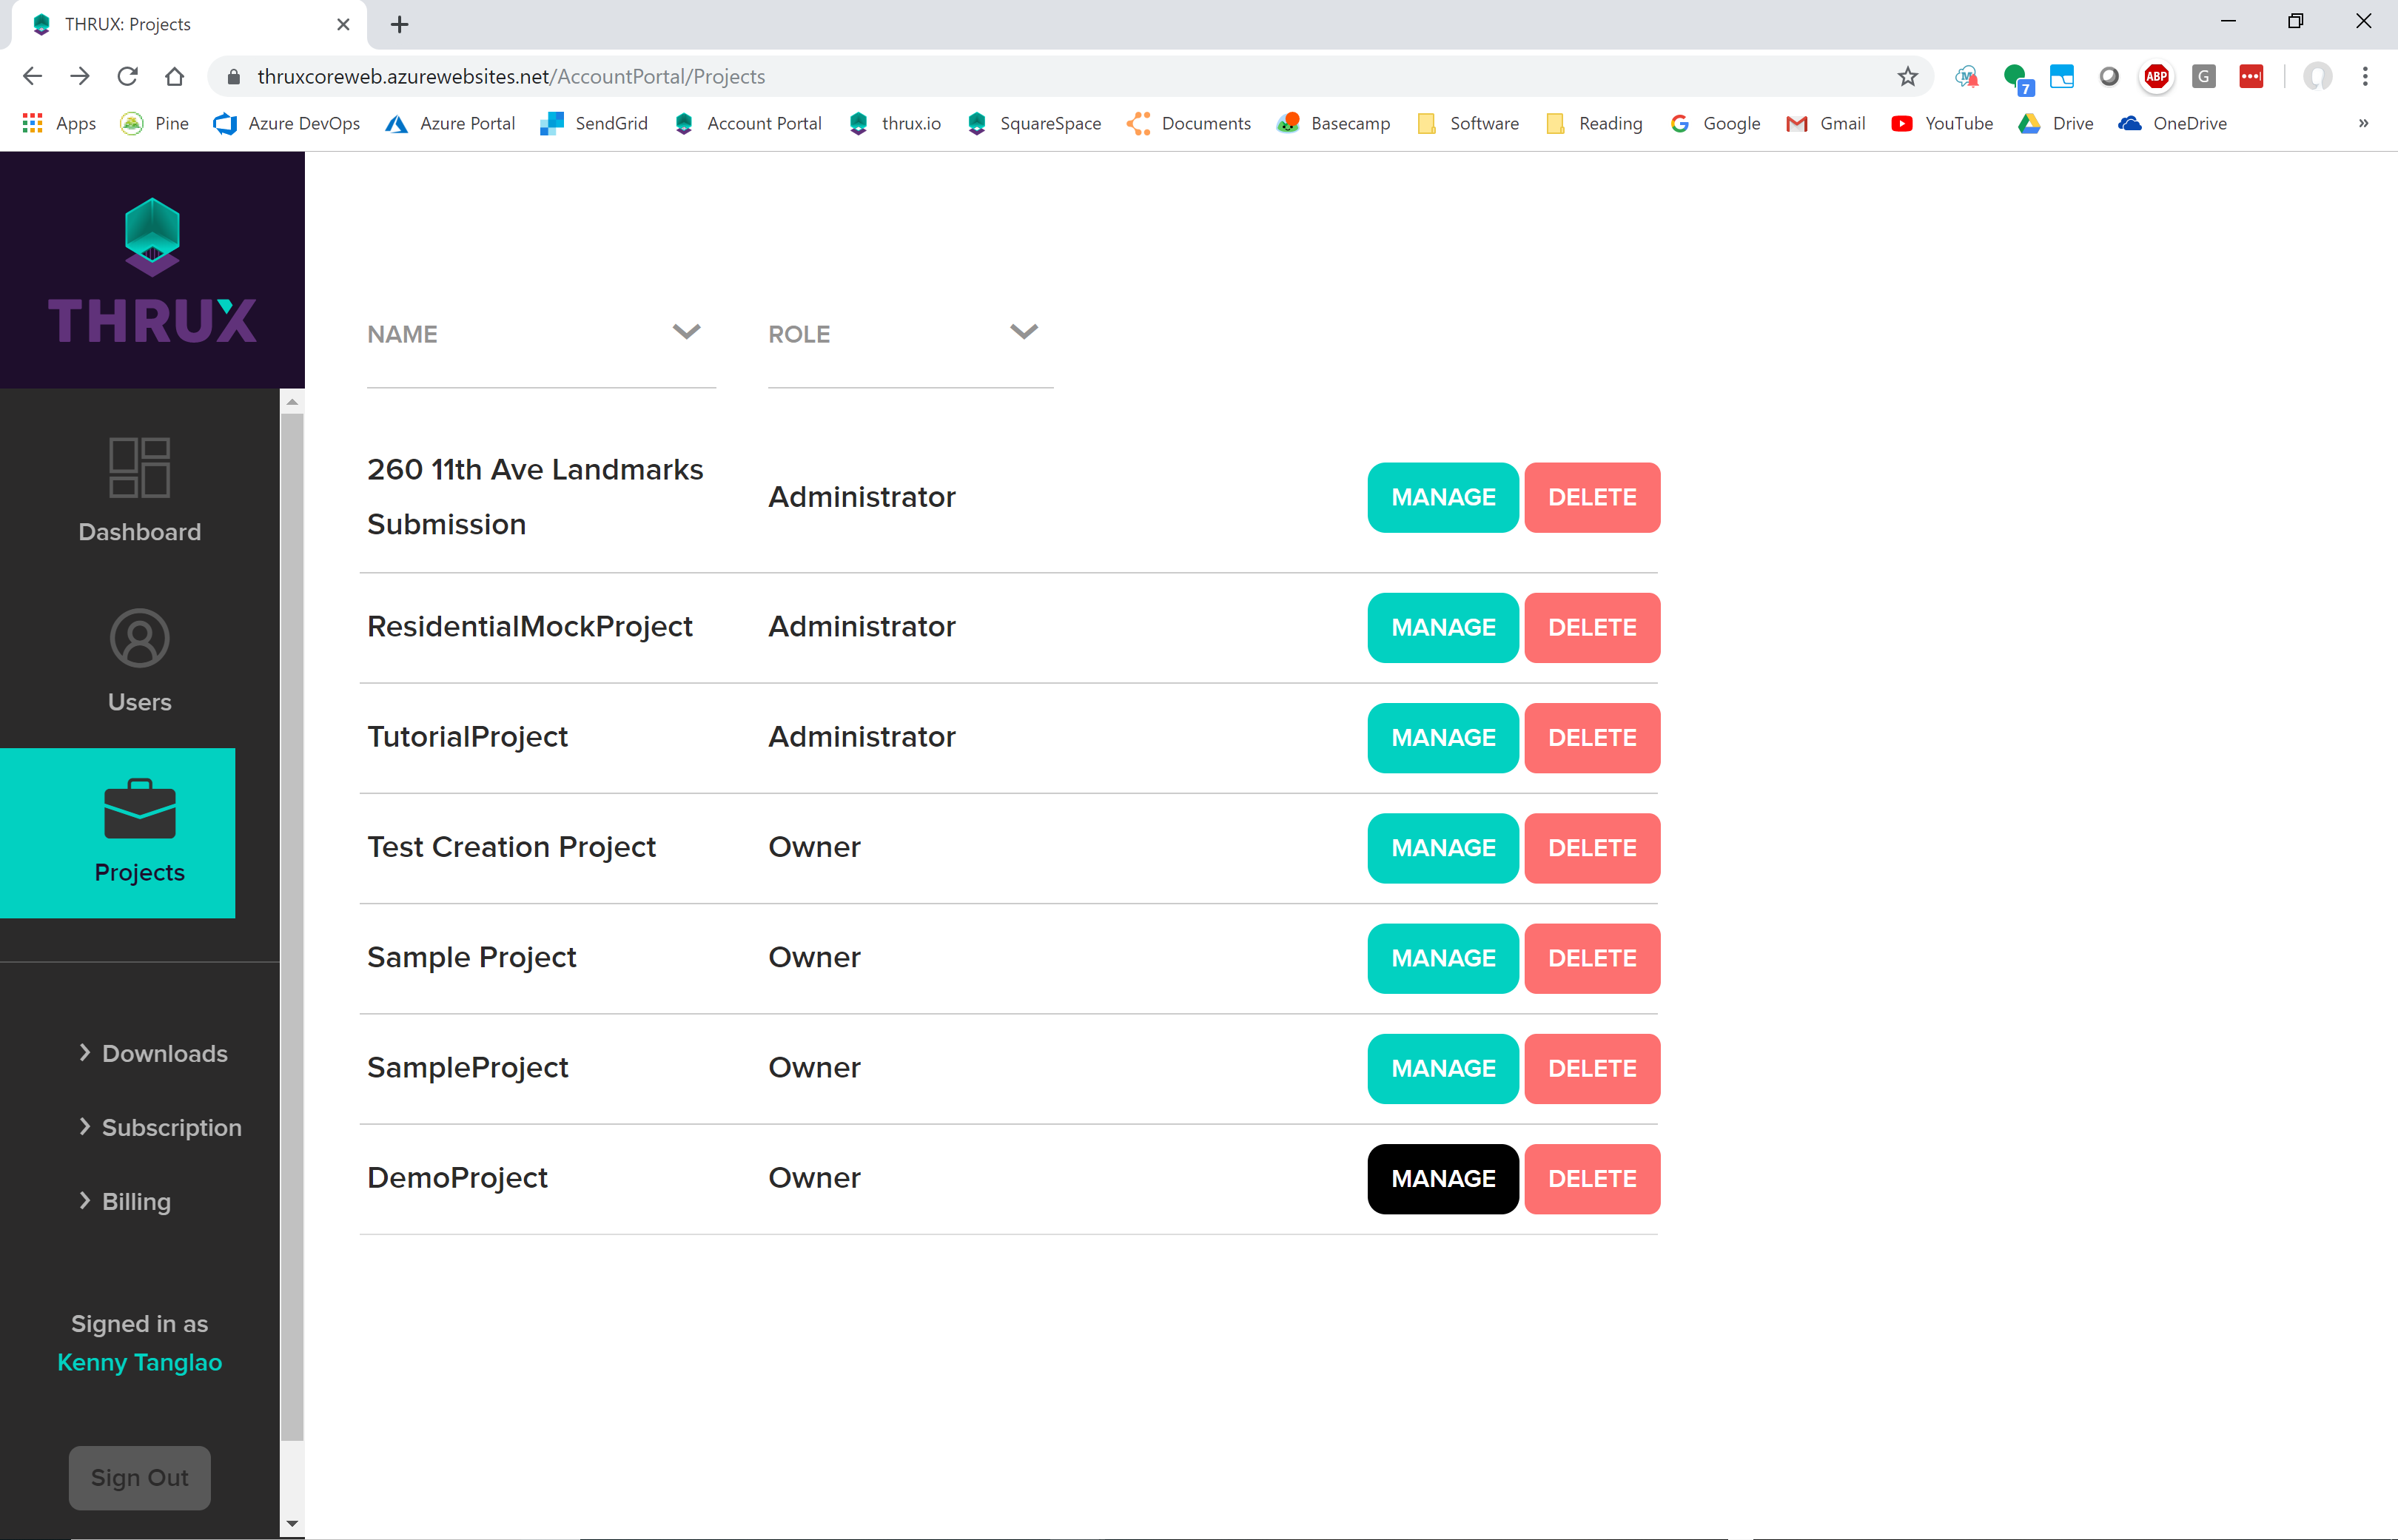 THRUX: Projects
thruxcoreweb.azurewebsites.net/AccountPortal/Projects
7
ABP
G
Apps Pine Azure DevOps Azure Portal SendGrid Account Portal thrux.io SquareSpace Documents Basecamp Software Reading Google Gmail YouTube Drive OneDrive »
THRUX
Dashboard
Users
Projects
Downloads
Subscription
Billing
Signed in as
Kenny Tanglao
Sign Out
NAME ROLE
260 11th Ave Landmarks
Submission
Administrator MANAGE DELETE
ResidentialMockProject Administrator MANAGE DELETE
TutorialProject Administrator MANAGE DELETE
Test Creation Project Owner MANAGE DELETE
Sample Project Owner MANAGE DELETE
SampleProject Owner MANAGE DELETE
DemoProject Owner MANAGE DELETE